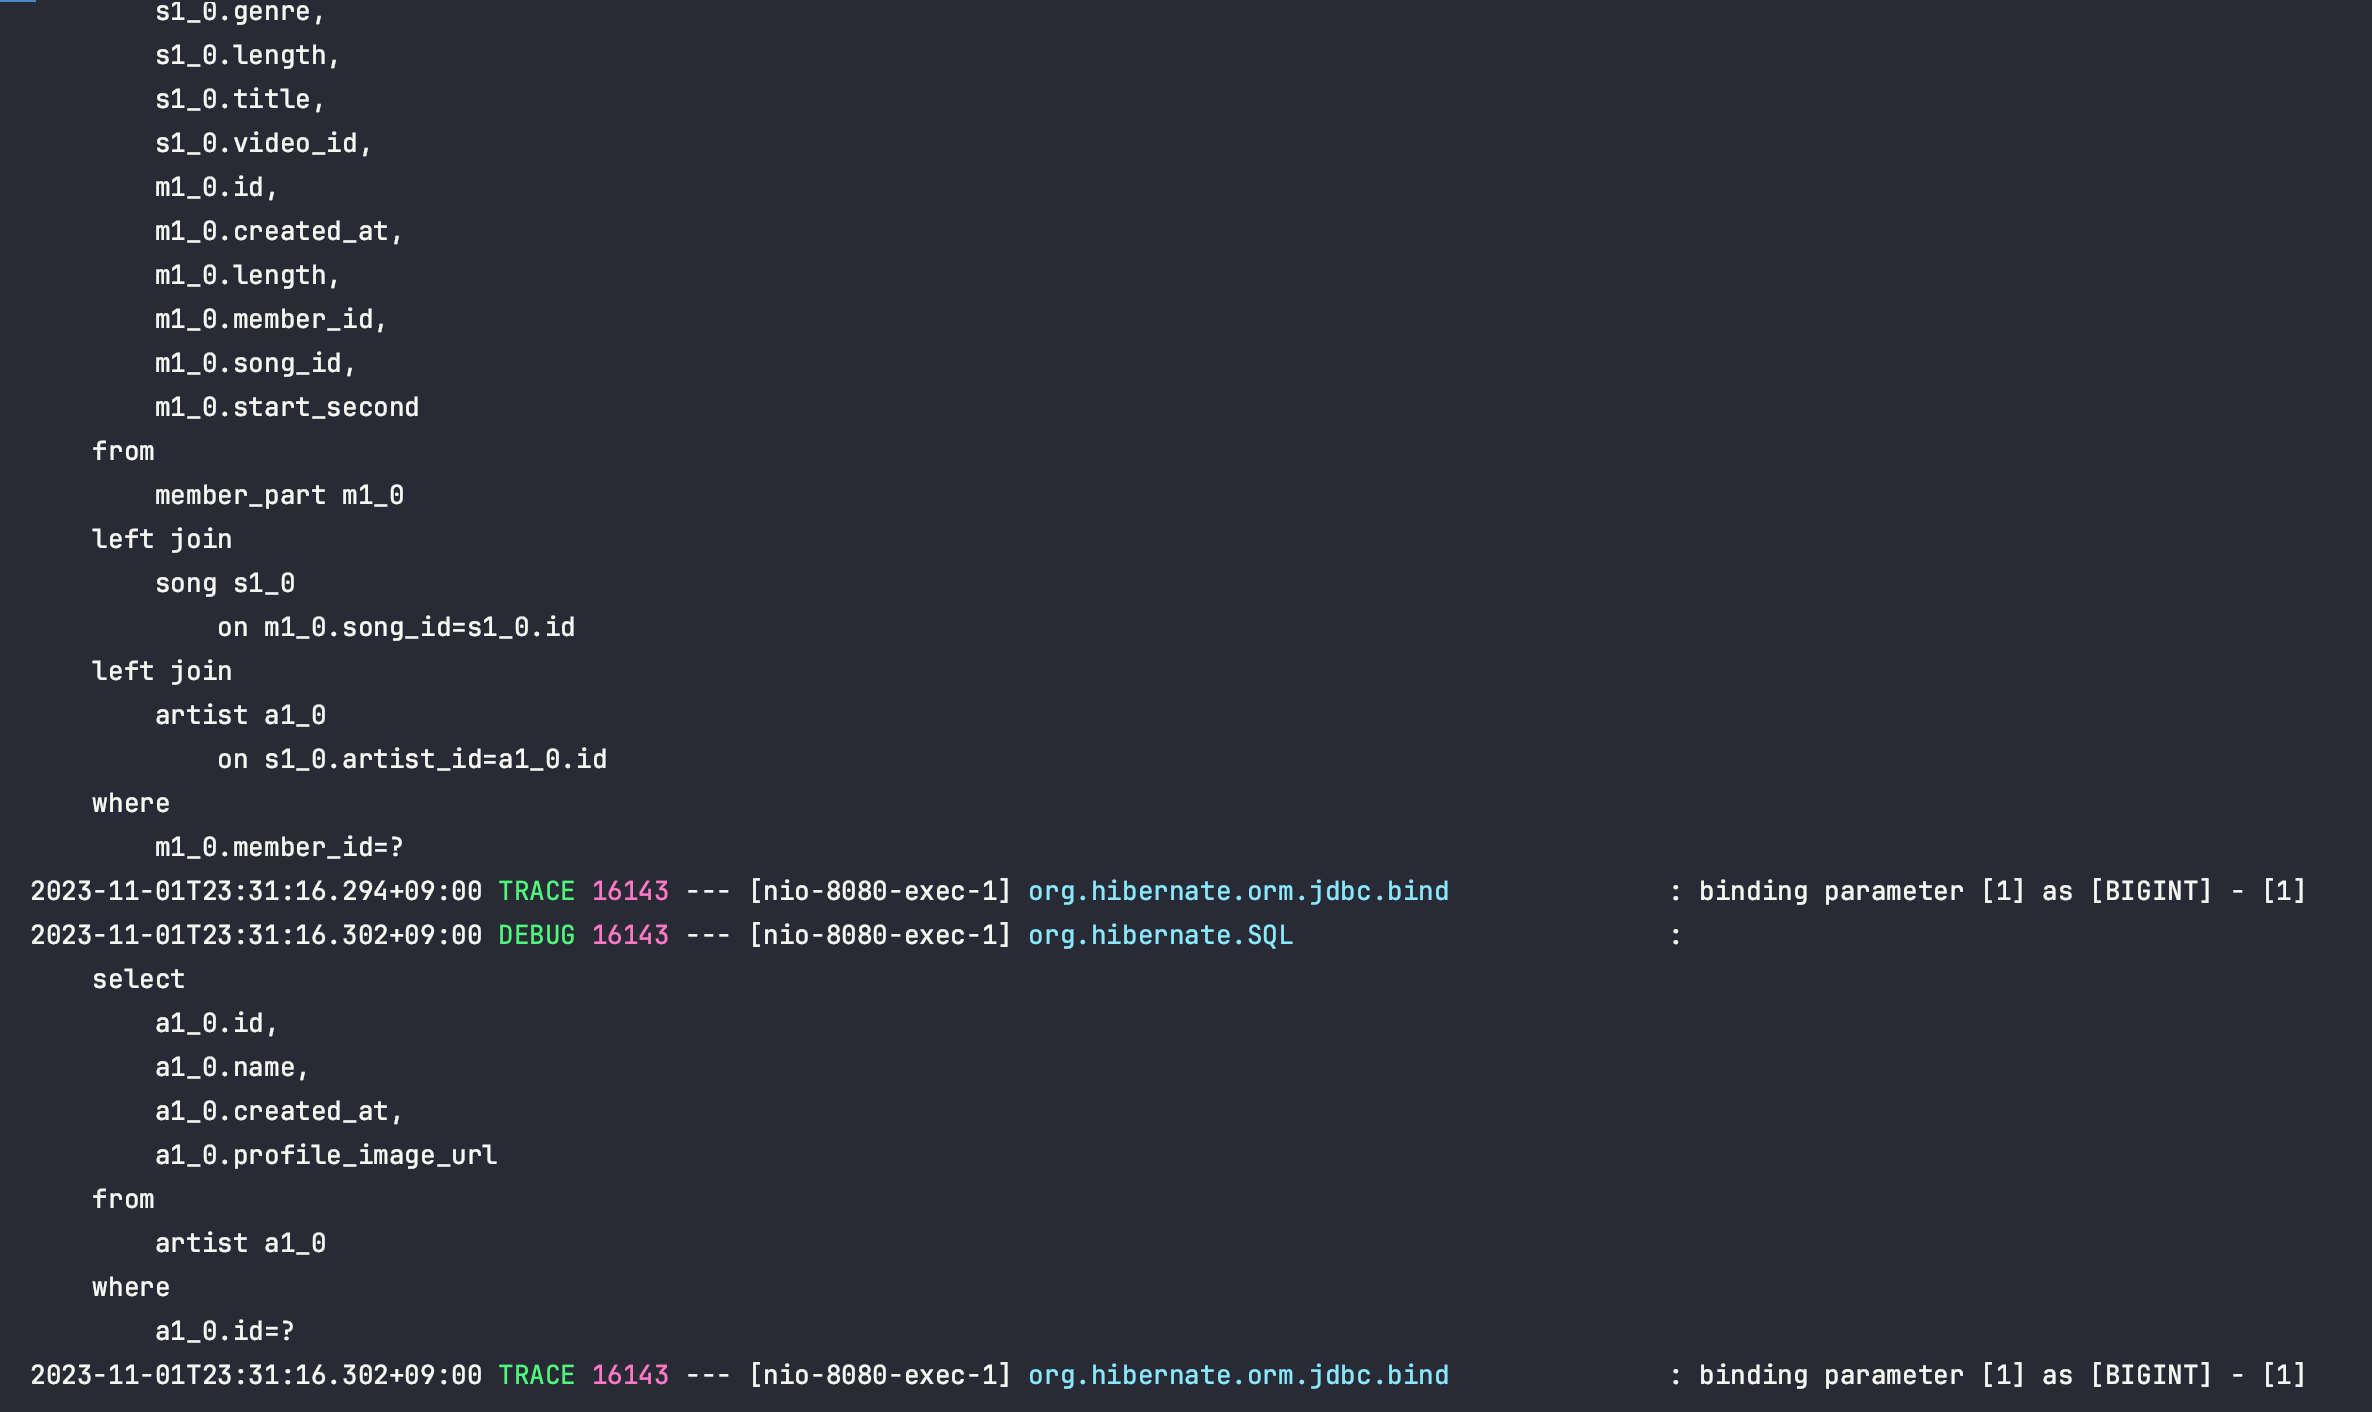 s1_0.genre,
s1_0.length,
s1_0.title,
s1_0.video_id,
m1_0.id,
m1_0.created_at,
m1_0.length,
m1_0.member_id,
m1_0.song_id,
m1_0.start_second
from
member_part m1_0
left join
song s1_0
on m1_0.song_id=s1_0.id
left join
artist a1_0
on s1_0.artist_id=a1_0.id
where
m1_0.member_id=?
2023-11-01T23:31:16.294+09:00 TRACE 16143 --- [nio-8080-exec-1] org.hibernate.orm.jdbc.bind : binding parameter [1] as [BIGINT] - [1]
2023-11-01T23:31:16.302+09:00 DEBUG 16143 --- [nio-8080-exec-1] org.hibernate.SQL :
select
a1_0.id,
a1_0.name,
a1_0.created_at,
a1_0.profile_image_url
from
artist a1_0
where
a1_0.id=?
2023-11-01T23:31:16.302+09:00 TRACE 16143 --- [nio-8080-exec-1] org.hibernate.orm.jdbc.bind : binding parameter [1] as [BIGINT] - [1]